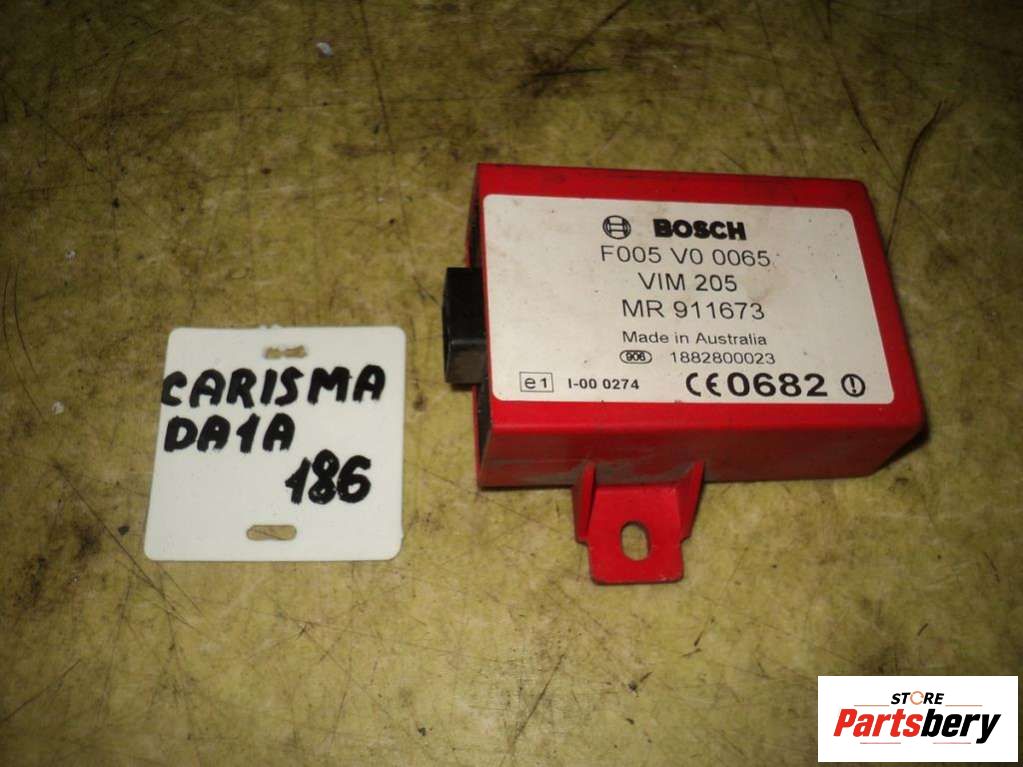 CARISMA
DA1A
186
BOSCH
F005 V0 0065
VIM 205
MR 911673
Made in Australia
906 1882800023
e1 I-00 0274 CE0682
STORE
Partsbery